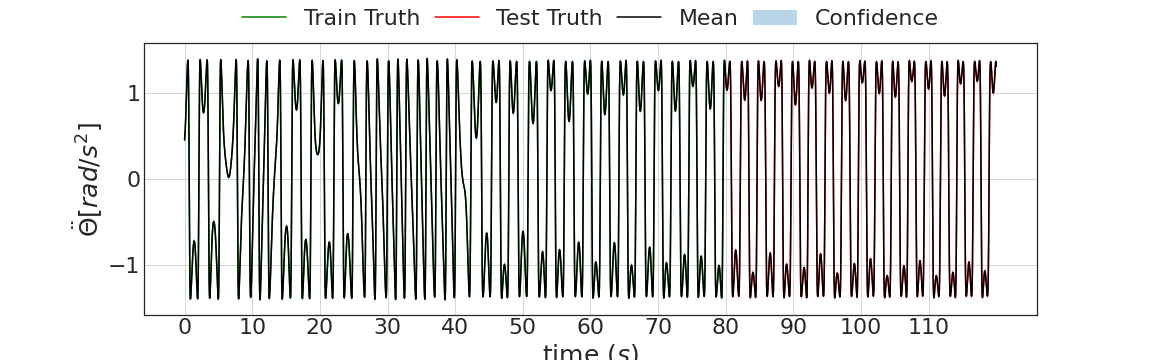 Train Truth Test Truth Mean Confidence
1
0
−1
Θ̈[rad/s²]
0 10 20 30 40 50 60 70 80 90 100 110
time (s)